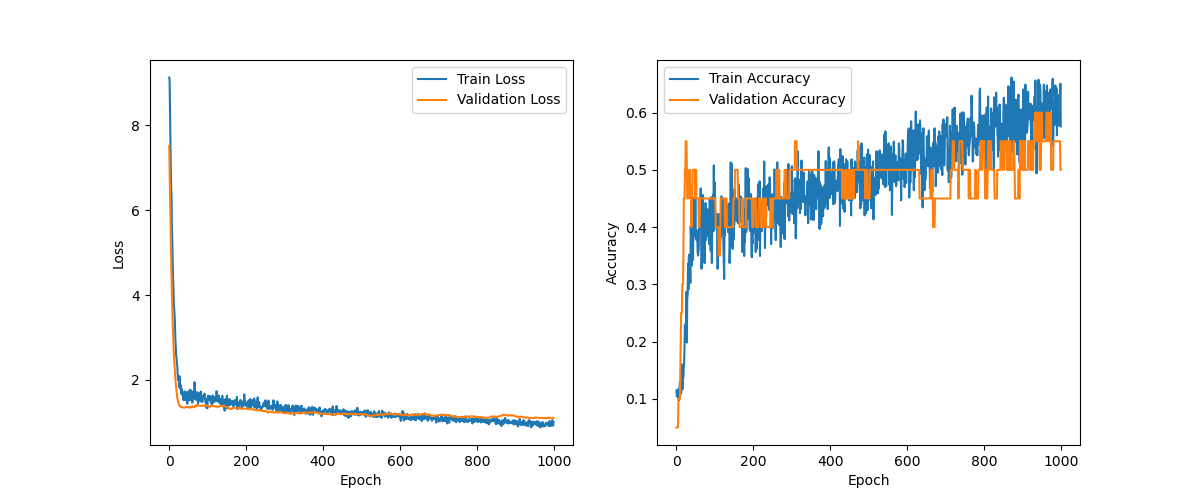 Train Loss
Validation Loss
8
6
4
2
0 200 400 600 800 1000
Epoch
Loss
Train Accuracy
Validation Accuracy
0.6
0.5
0.4
0.3
0.2
0.1
0 200 400 600 800 1000
Epoch
Accuracy